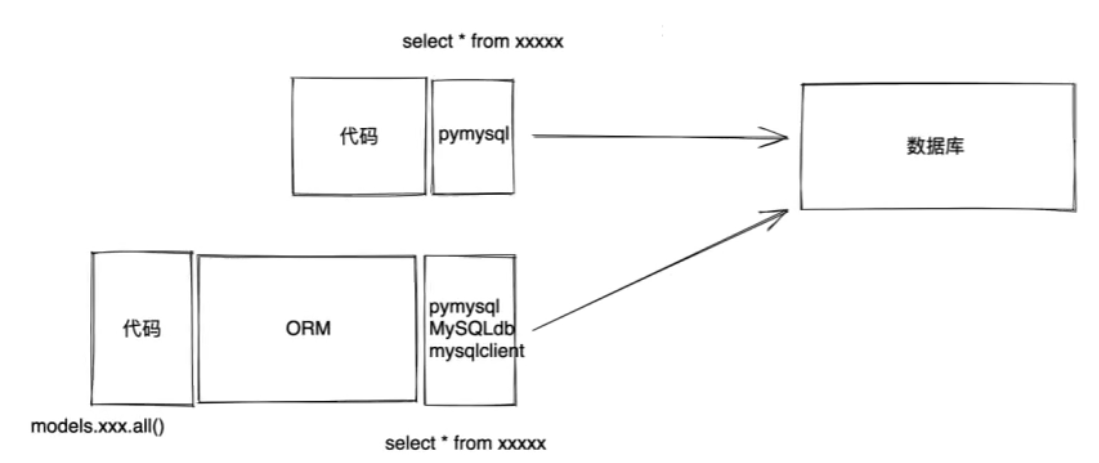 select * from xxxxx
代码
pymysql
数据库
代码
ORM
pymysql
MySQLdb
mysqlclient
models.xxx.all()
select * from xxxxx